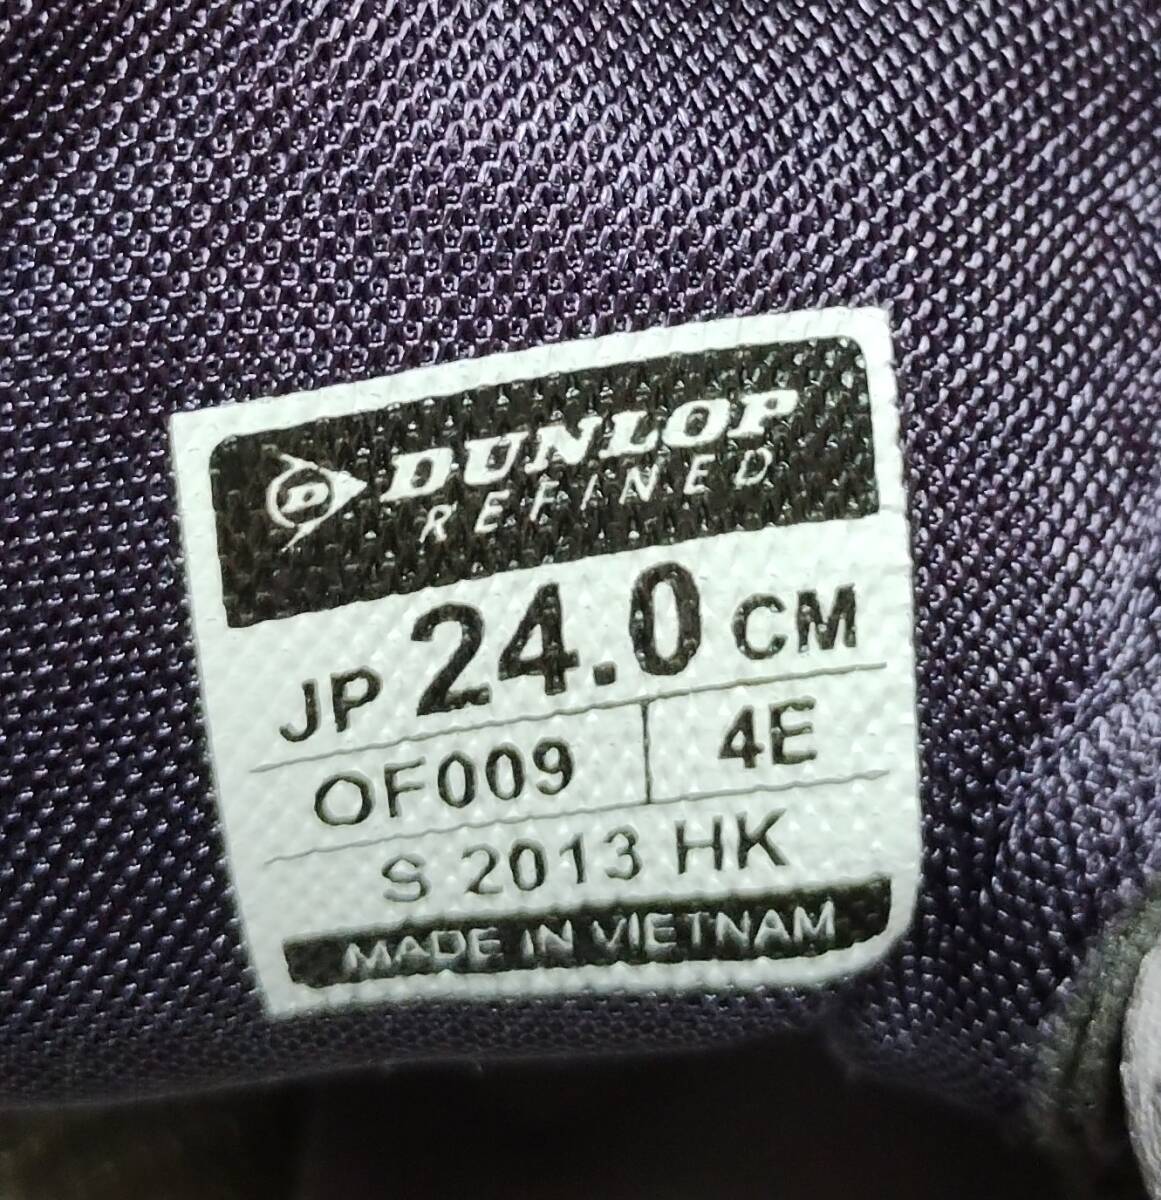 D DUNLOP
REFINED
JP 24.0 CM
OF009 4E
S 2013 HK
MADE IN VIETNAM